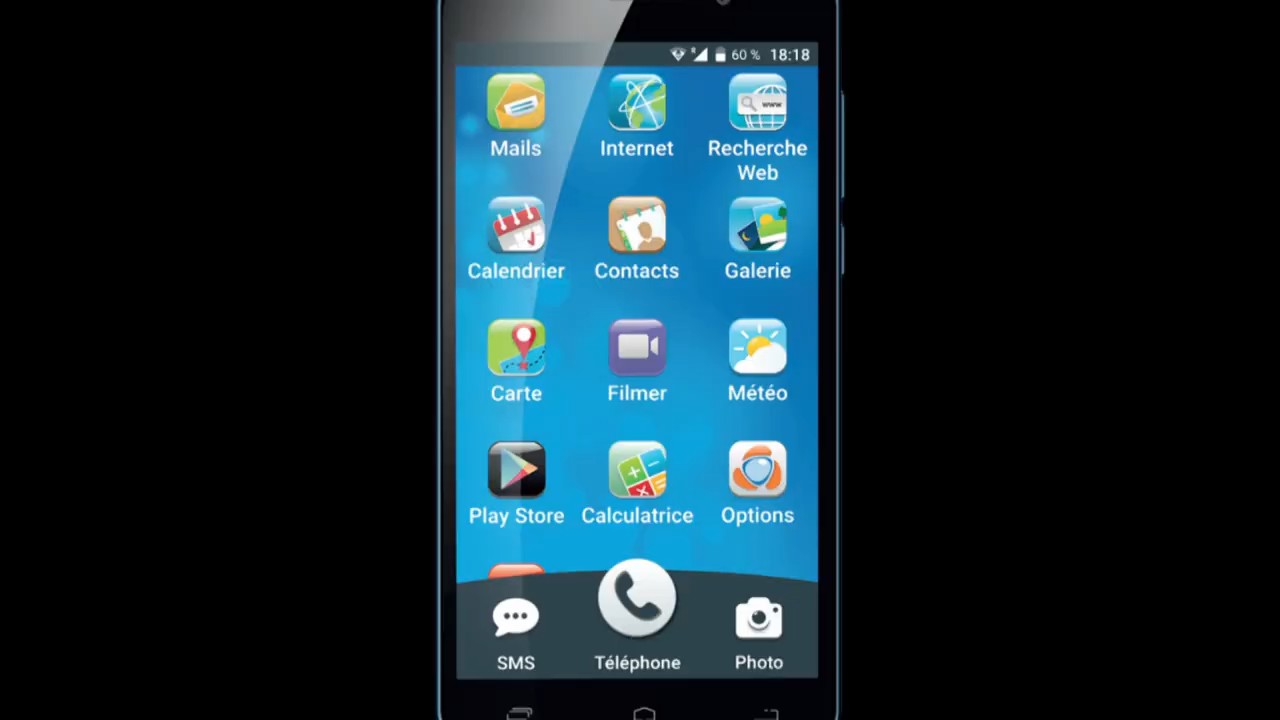 R 60 % 18:18
Mails Internet Recherche Web
www
Calendrier Contacts Galerie
Carte Filmer Météo
Play Store Calculatrice Options
SMS Téléphone Photo